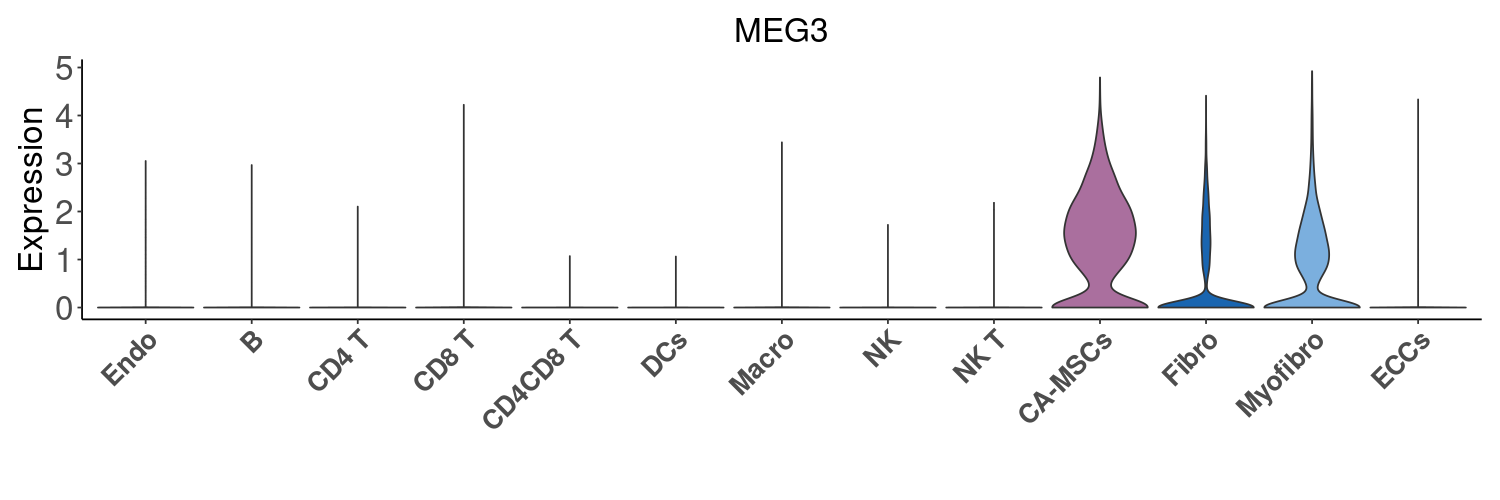 MEG3
Expression
5
4
3
2
1
0
Endo
B
CD4 T
CD8 T
CD4CD8 T
DCs
Macro
NK
NK T
CA-MSCs
Fibro
Myofibro
ECCs